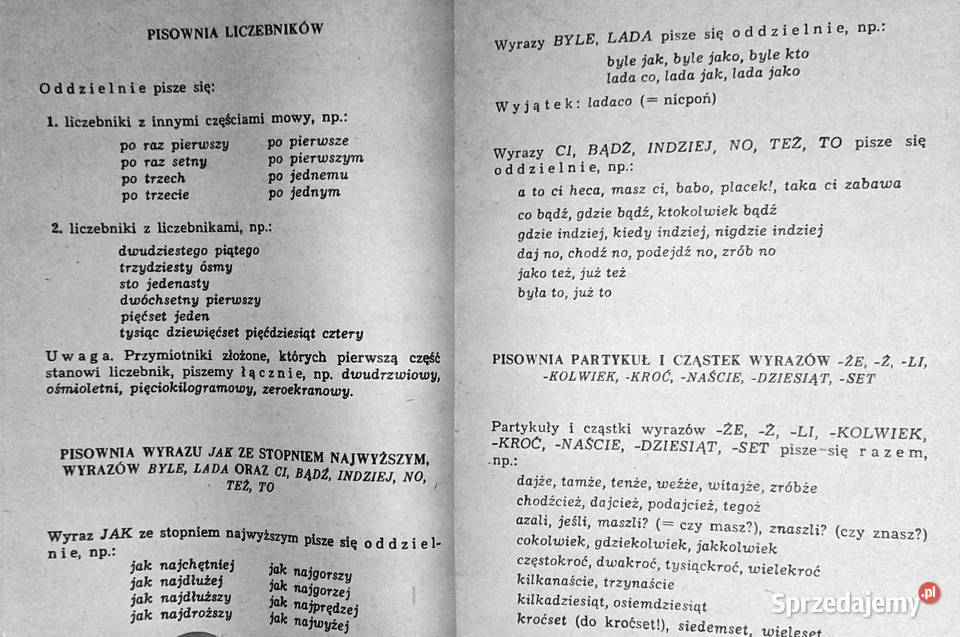 PISOWNIA LICZEBNIKÓW
Oddzielnie pisze się:
1. liczebniki z innymi częściami mowy, np.:
po raz pierwszy po pierwsze
po raz setny po pierwszym
po trzech po jednemu
po trzecie po jednym
2. liczebniki z liczebnikami, np.:
dwudziestego piątego
trzydziesty ósmy
sto jedenasty
dwóchsetny pierwszy
pięćset jeden
tysiąc dziewięćset pięćdziesiąt cztery
Uwaga. Przymiotniki złożone, których pierwszą część
stanowi liczebnik, piszemy łącznie, np. dwudrzwiowy,
ośmioletni, pięciokilogramowy, zeroekranowy.
PISOWNIA WYRAZU JAK ZE STOPNIEM NAJWYŻSZYM,
WYRAZÓW BYLE, LADA ORAZ CI, BĄDŹ, INDZIEJ, NO,
TEŻ, TO
Wyraz JAK ze stopniem najwyższym pisze się oddziel-
nie, np.:
jak najchętniej jak najgorszy
jak najdłużej jak najgorzej
jak najdłuższy jak najprędzej
jak najdroższy jak najwyżej
Wyrazy BYLE, LADA pisze się oddzielnie, np.:
byle jak, byle jako, byle kto
lada co, lada jak, lada jako
Wyjątek: ladaco (= nicpoń)
Wyrazy CI, BĄDŹ, INDZIEJ, NO, TEŻ, TO pisze się
oddzielnie, np.:
a to ci heca, masz ci, babo, placek!, taka ci zabawa
co bądź, gdzie bądź, ktokolwiek bądź
gdzie indziej, kiedy indziej, nigdzie indziej
daj no, chodź no, podejdź no, zrób no
jako też, już też
była to, już to
PISOWNIA PARTYKUŁ I CZĄSTEK WYRAZÓW -ŻE, -Ż, -LI,
-KOLWIEK, -KROĆ, -NAŚCIE, -DZIESIĄT, -SET
Partykuły i cząstki wyrazów -ŻE, -Ż, -LI, -KOLWIEK,
-KROĆ, -NAŚCIE, -DZIESIĄT, -SET pisze się razem,
np.:
dajże, tamże, tenże, weźże, witajże, zróbże
chodźcież, dajcież, podajcież, tegoż
azali, jeśli, maszli? (= czy masz?), znaszli? (czy znasz?)
cokolwiek, gdziekolwiek, jakkolwiek
częstokroć, dwakroć, tysiąckroć, wielekroć
kilkanaście, trzynaście
kilkadziesiąt, osiemdziesiąt
kroćset (do kroćset!), siedemset, wieleset
Sprzedajemy .pl